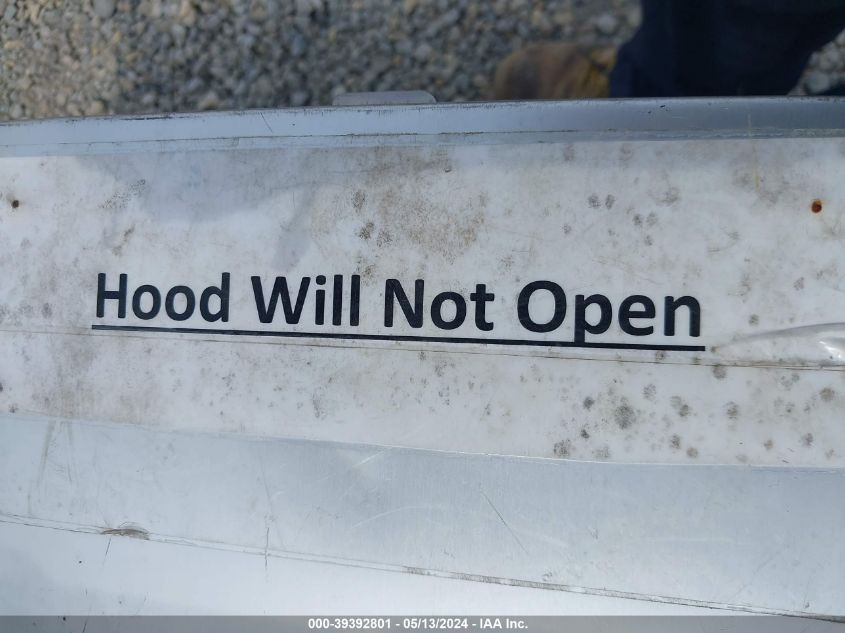 Hood Will Not Open
000-39392801 - 05/13/2024 - IAA Inc.